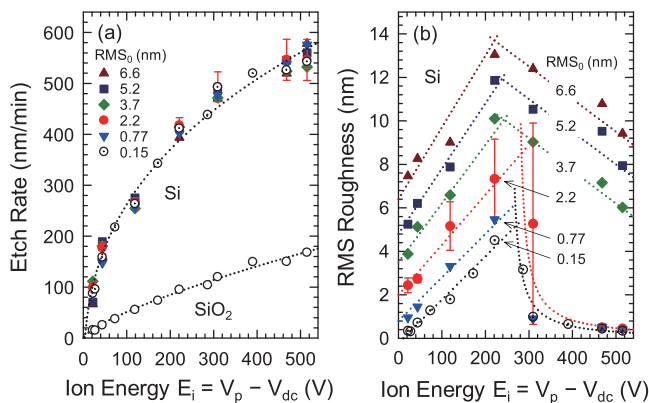 (a)
RMS₀ (nm)
6.6
5.2
3.7
2.2
0.77
0.15
Si
SiO₂
600
500
400
300
200
100
0
Etch Rate (nm/min)
0 100 200 300 400 500
Ion Energy Eᵢ = Vₚ – V_dc (V)
(b)
Si
RMS₀ (nm)
6.6
5.2
3.7
2.2
0.77
0.15
14
12
10
8
6
4
2
0
RMS Roughness (nm)
0 100 200 300 400 500
Ion Energy Eᵢ = Vₚ – V_dc (V)